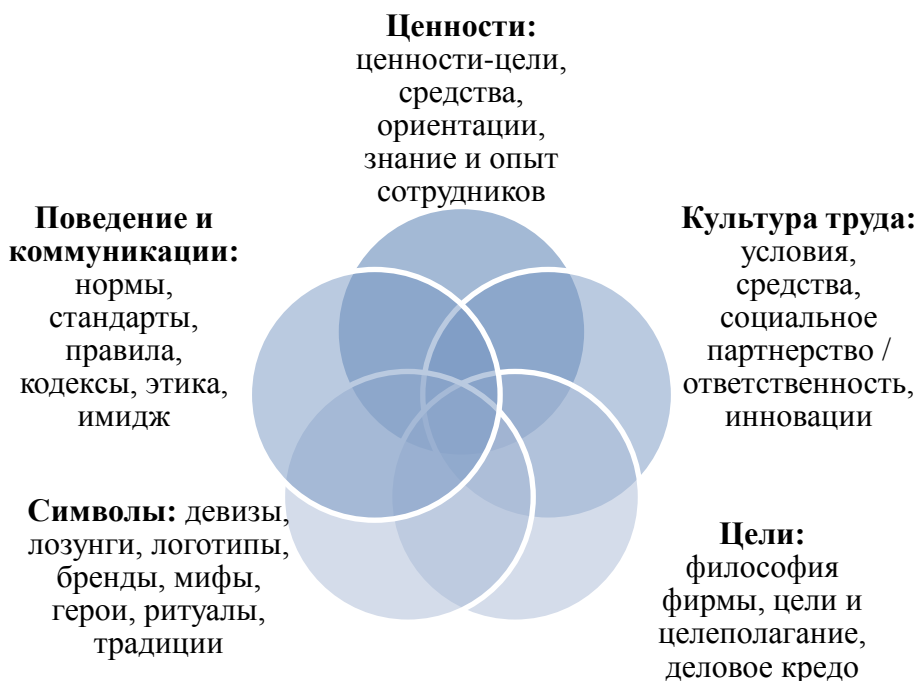 Ценности:
ценности-цели,
средства,
ориентации,
знание и опыт
сотрудников
Поведение и
коммуникации:
нормы,
стандарты,
правила,
кодексы, этика,
имидж
Культура труда:
условия,
средства,
социальное
партнерство /
ответственность,
инновации
Символы: девизы,
лозунги, логотипы,
бренды, мифы,
герои, ритуалы,
традиции
Цели:
философия
фирмы, цели и
целеполагание,
деловое кредо